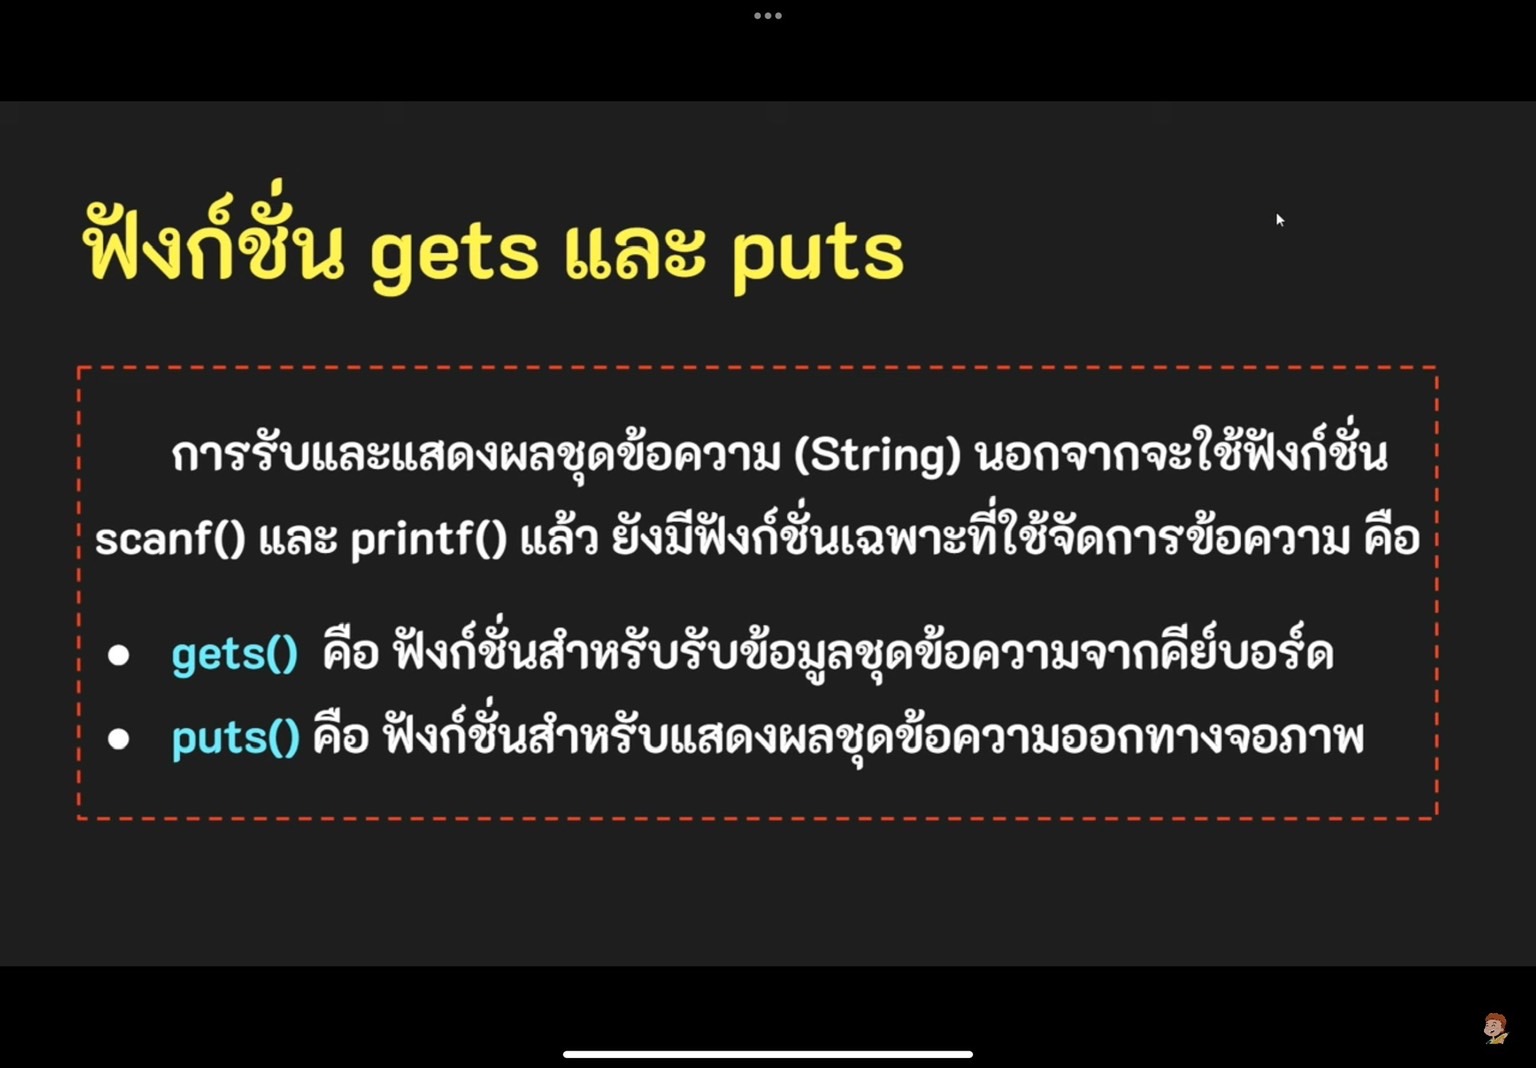 ฟังก์ชั่น gets และ puts
การรับและแสดงผลชุดข้อความ (String) นอกจากจะใช้ฟังก์ชั่น
scanf() และ printf() แล้ว ยังมีฟังก์ชั่นเฉพาะที่ใช้จัดการข้อความ คือ
● gets() คือ ฟังก์ชั่นสำหรับรับข้อมูลชุดข้อความจากคีย์บอร์ด
● puts() คือ ฟังก์ชั่นสำหรับแสดงผลชุดข้อความออกทางจอภาพ